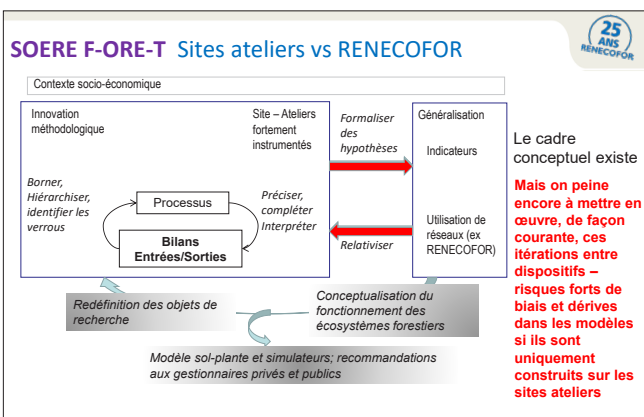 SOERE F-ORE-T Sites ateliers vs RENECOFOR
25
ANS
RENECOFOR
Contexte socio-économique
Innovation
méthodologique
Site – Ateliers
fortement
instrumentés
Formaliser
des
hypothèses
Généralisation
Indicateurs
Borner,
Hiérarchiser,
identifier les
verrous
Processus
Bilans
Entrées/Sorties
Préciser,
compléter
Interpréter
Relativiser
Utilisation de
réseaux (ex
RENECOFOR)
Le cadre
conceptuel existe
Mais on peine
encore à mettre en
œuvre, de façon
courante, ces
itérations entre
dispositifs –
risques forts de
biais et dérives
dans les modèles
si ils sont
uniquement
construits sur les
sites ateliers
Redéfinition des objets de
recherche
Conceptualisation du
fonctionnement des
écosystèmes forestiers
Modèle sol-plante et simulateurs; recommandations
aux gestionnaires privés et publics